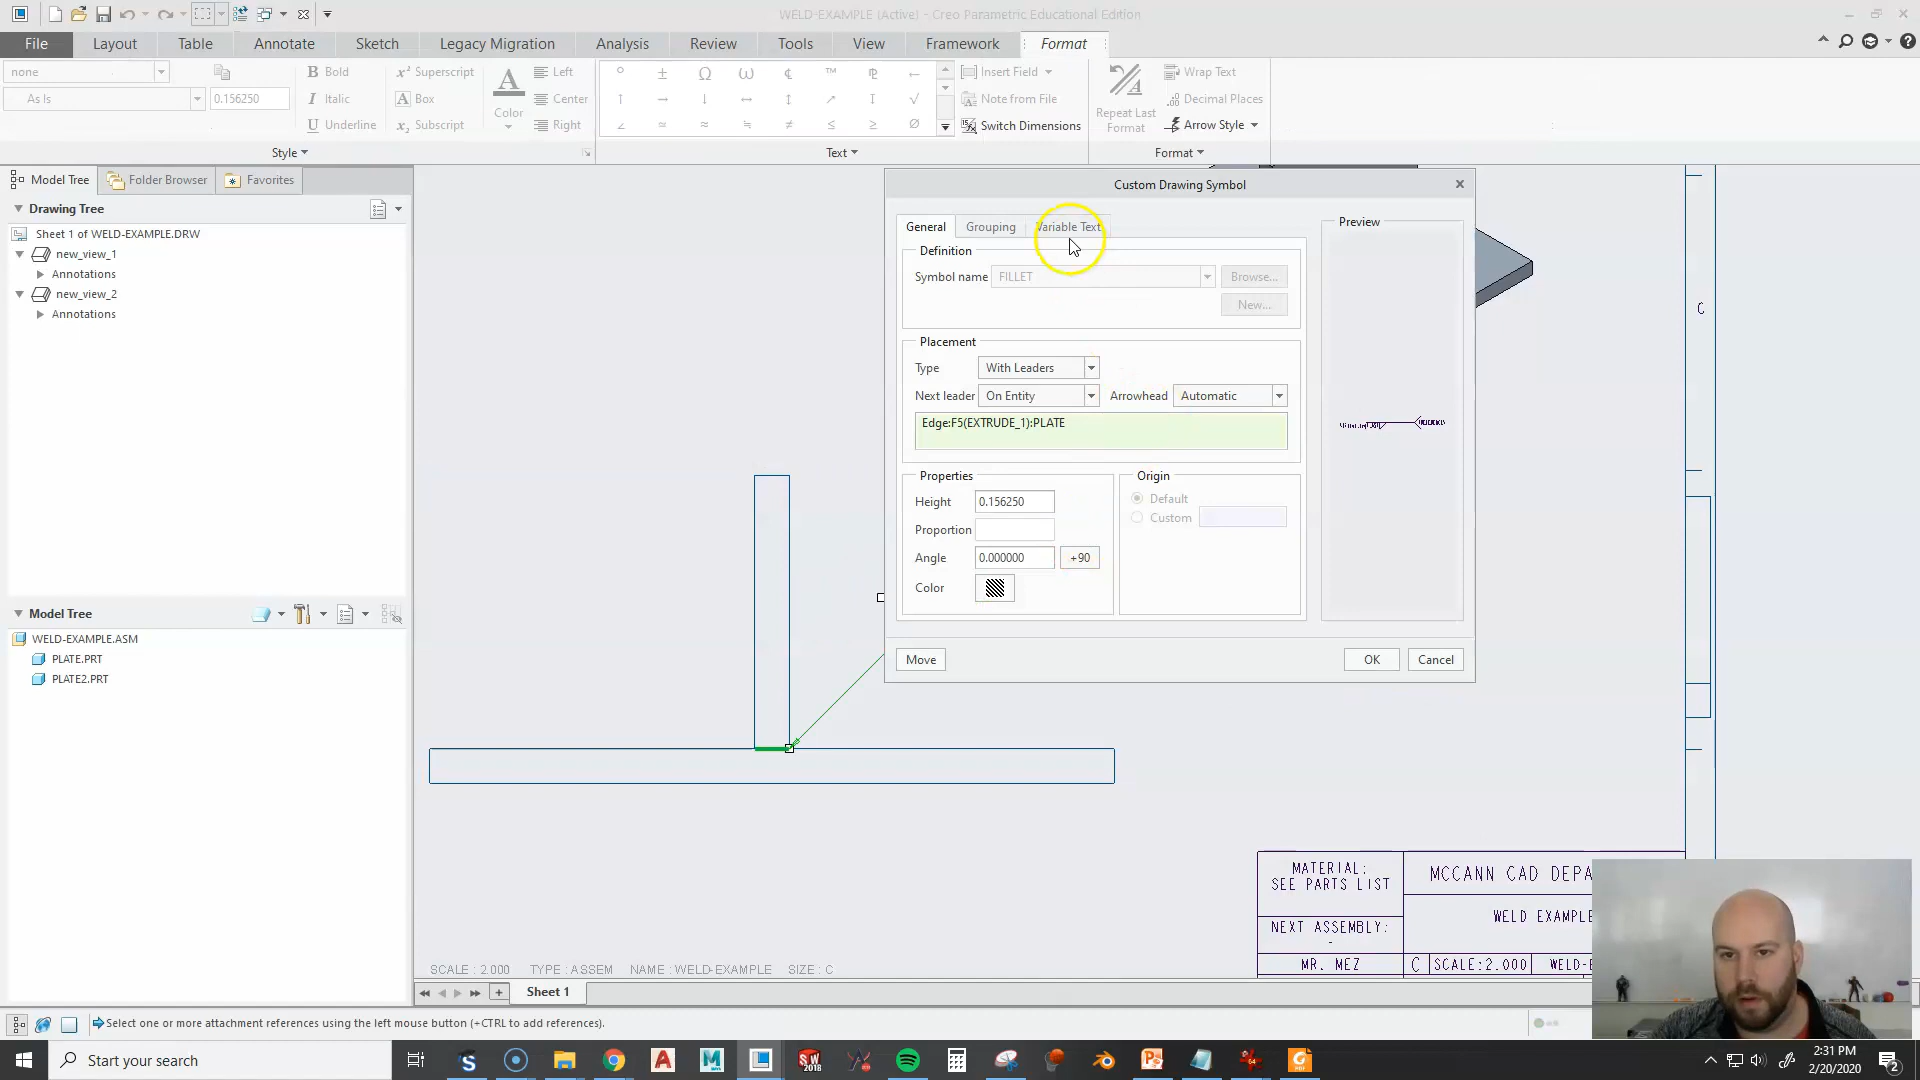 WELD-EXAMPLE (Active) - Creo Parametric Educational Edition
File Layout Table Annotate Sketch Legacy Migration Analysis Review Tools View Framework Format
none
As Is 0.156250
Bold Superscript Color Left
Italic Box Center
Underline Subscript Right
Insert Field
Note from File
Switch Dimensions
Repeat Last Format
Wrap Text
Decimal Places
Arrow Style
Style Text Format
Model Tree Folder Browser Favorites
Drawing Tree
Sheet 1 of WELD-EXAMPLE.DRW
new_view_1
Annotations
new_view_2
Annotations
Model Tree
WELD-EXAMPLE.ASM
PLATE.PRT
PLATE2.PRT
Custom Drawing Symbol
General Grouping Variable Text
Definition
Symbol name FILLET Browse...
New...
Placement
Type With Leaders
Next leader On Entity Arrowhead Automatic
Edge:F5(EXTRUDE_1):PLATE
Properties
Height 0.156250
Proportion
Angle 0.000000 +90
Color
Origin
Default
Custom
Preview
Move OK Cancel
C
MATERIAL:
SEE PARTS LIST
NEXT ASSEMBLY:
-
MR. MEZ
MCCANN CAD DEPA
WELD EXAMPLE
C SCALE:2.000 WELD-E
SCALE : 2.000 TYPE : ASSEM NAME : WELD-EXAMPLE SIZE : C
Sheet 1
Select one or more attachment references using the left mouse button (+CTRL to add references).
Start your search
2:31 PM
2/20/2020
2